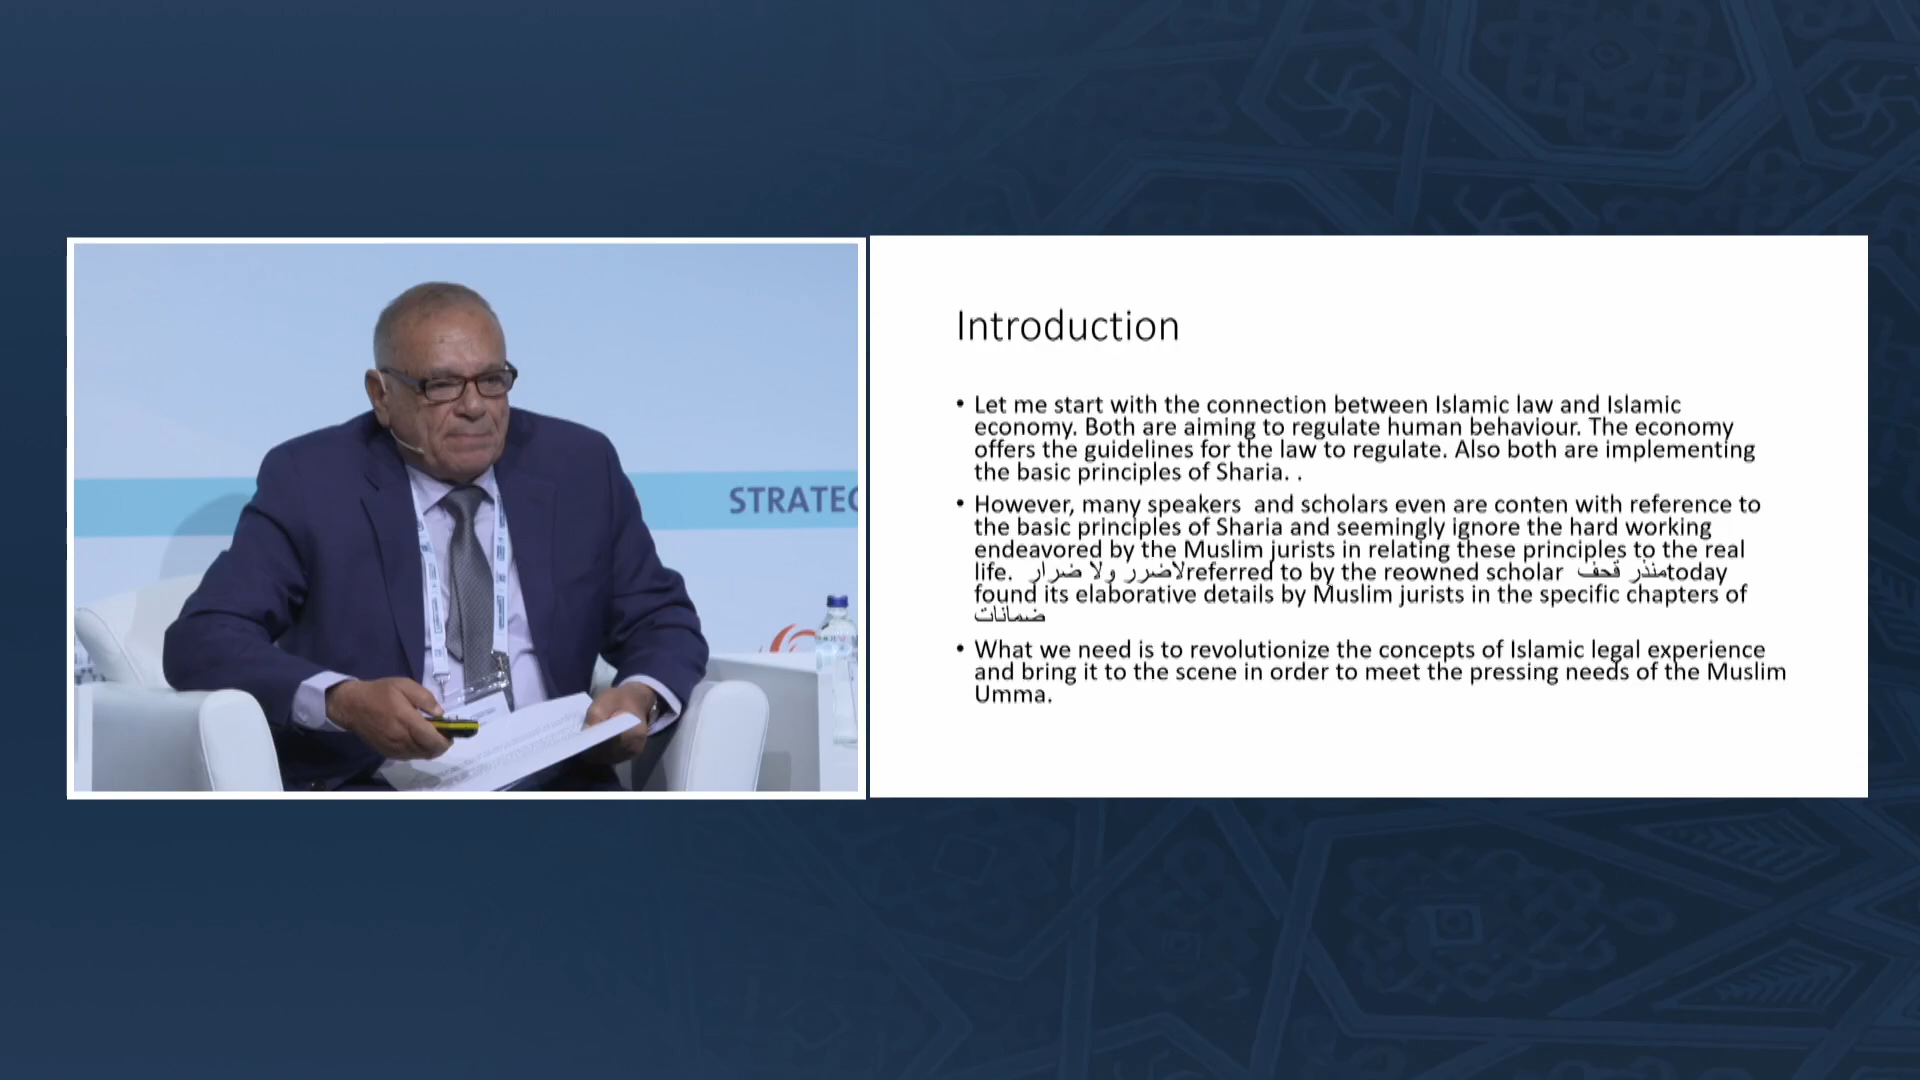 STRATEG
Introduction
• Let me start with the connection between Islamic law and Islamic
economy. Both are aiming to regulate human behaviour. The economy
offers the guidelines for the law to regulate. Also both are implementing
the basic principles of Sharia. .
• However, many speakers and scholars even are conten with reference to
the basic principles of Sharia and seemingly ignore the hard working
endeavored by the Muslim jurists in relating these principles to the real
life. لاضرر ولا ضرار referred to by the reowned scholar منذر قحف today
found its elaborative details by Muslim jurists in the specific chapters of
ضمانات
• What we need is to revolutionize the concepts of Islamic legal experience
and bring it to the scene in order to meet the pressing needs of the Muslim
Umma.